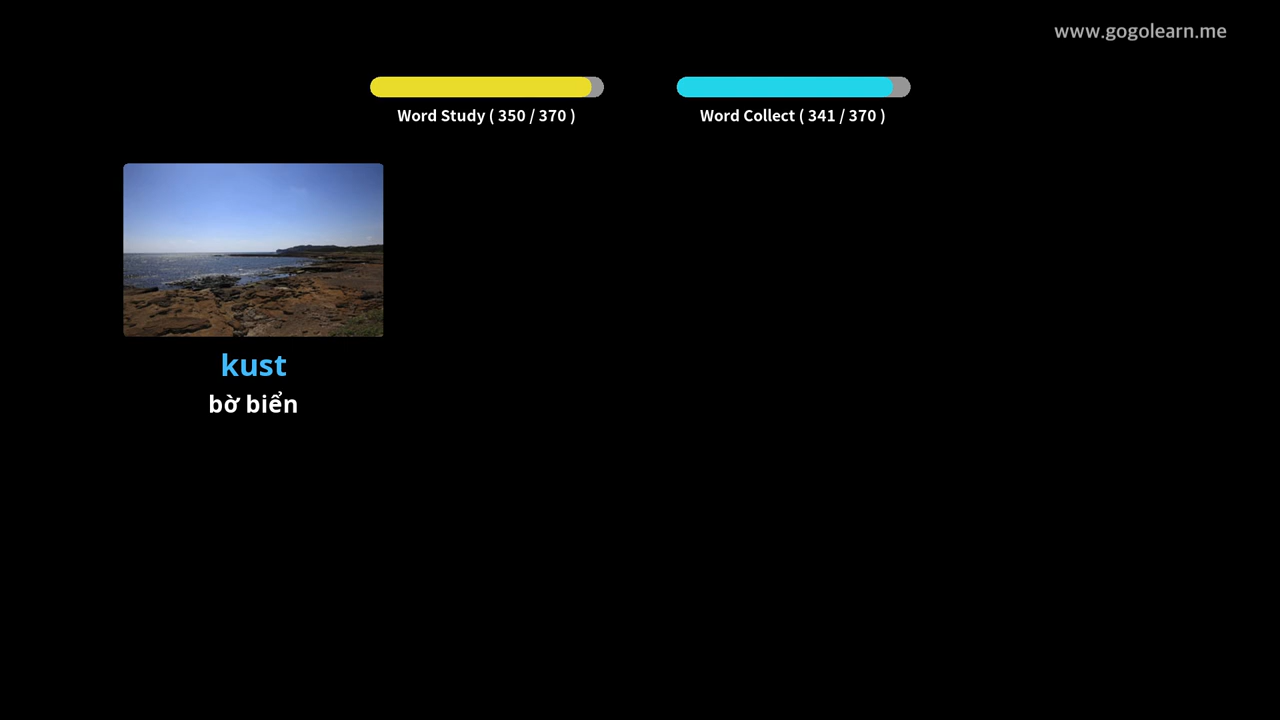 www.gogolearn.me
Word Study ( 350 / 370 )
Word Collect ( 341 / 370 )
kust
bờ biển